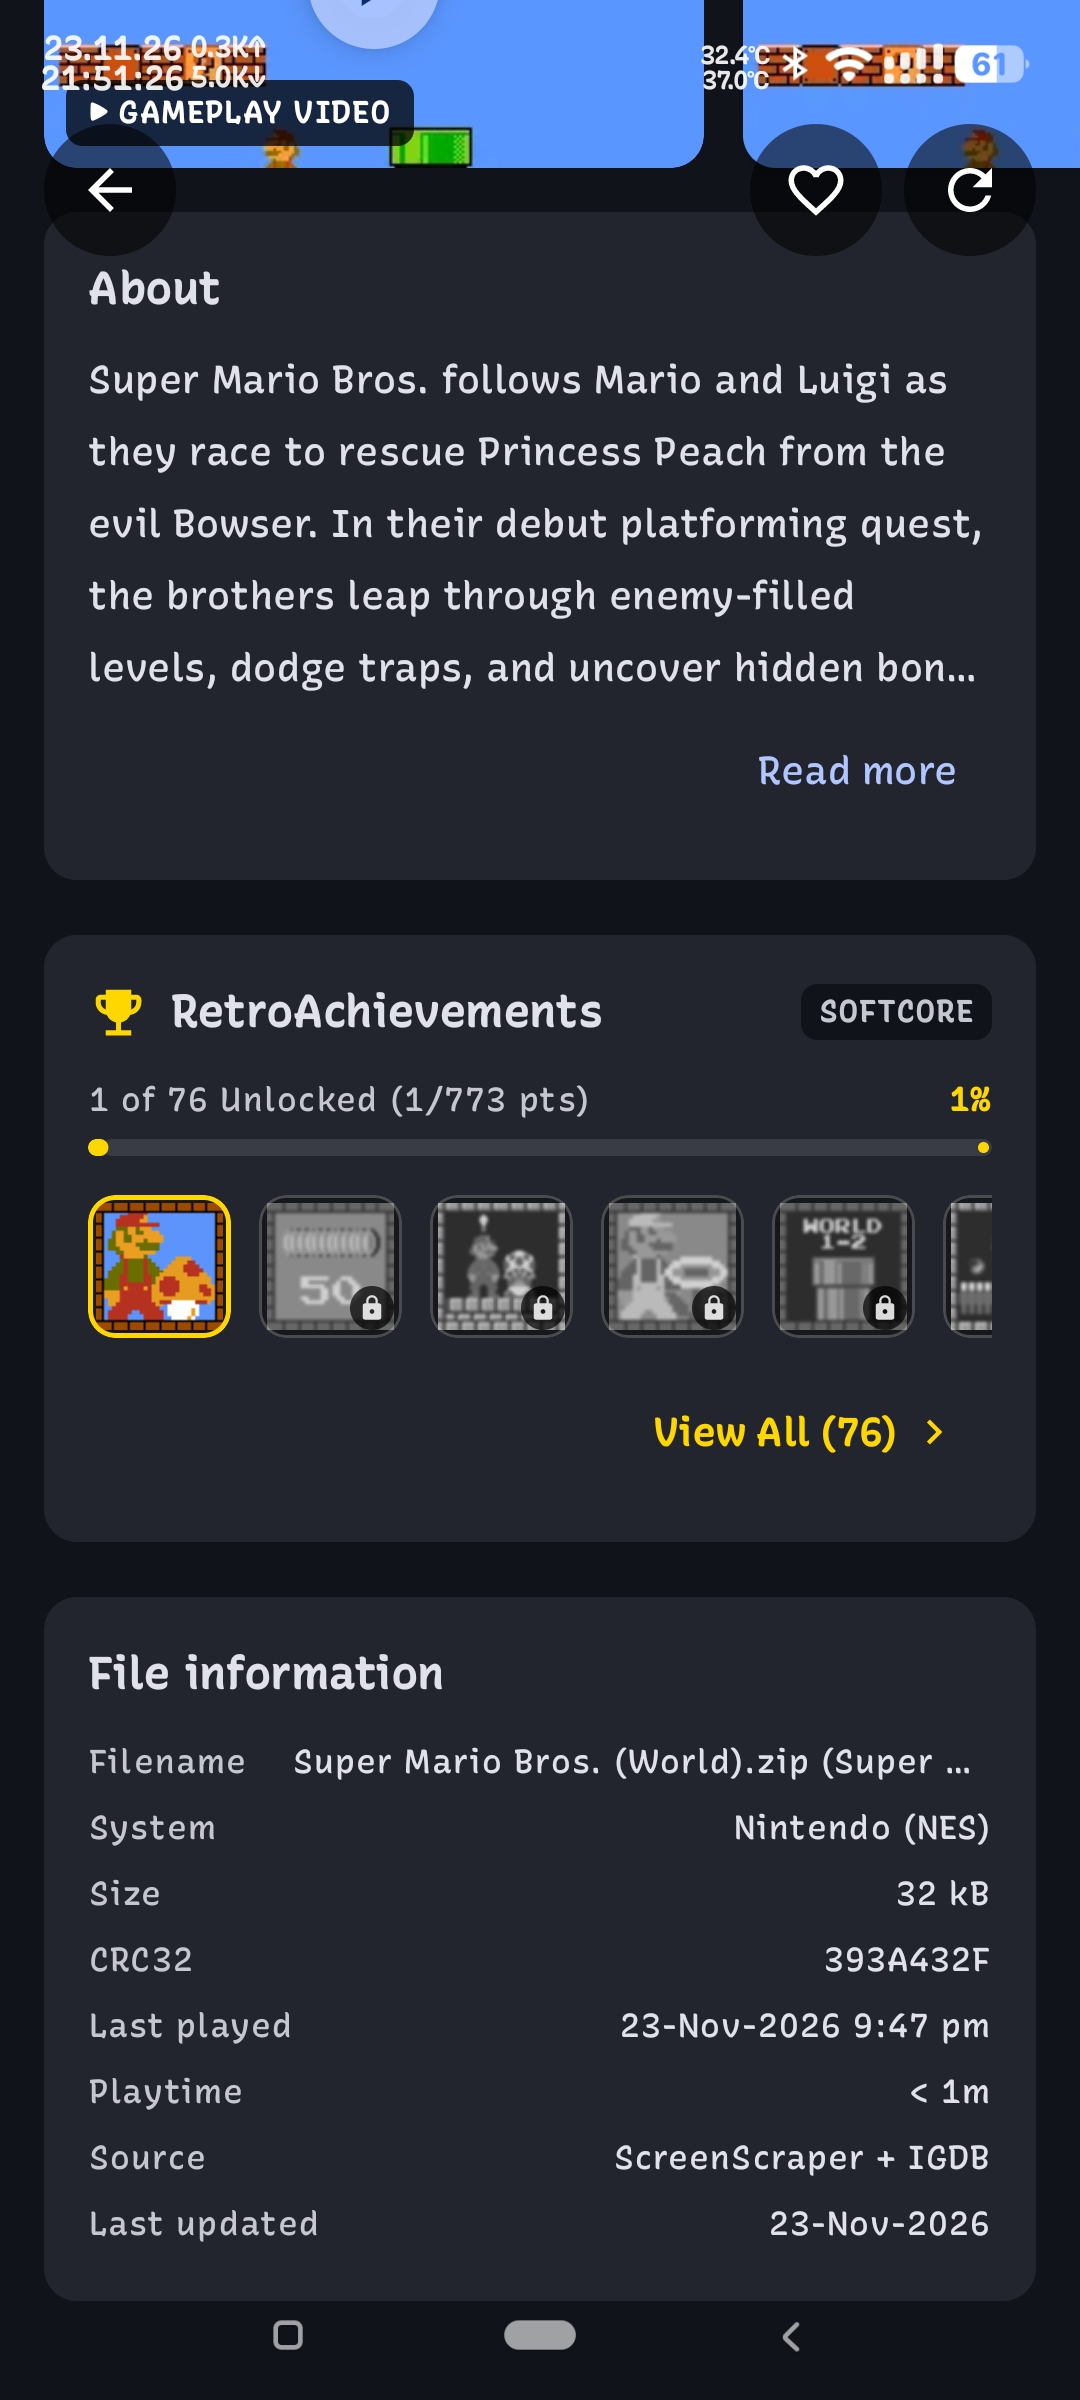 23.11.26 0.3K↑
21:51:26 5.0K↓
32.4°C
37.0°C
61
GAMEPLAY VIDEO
About
Super Mario Bros. follows Mario and Luigi as
they race to rescue Princess Peach from the
evil Bowser. In their debut platforming quest,
the brothers leap through enemy-filled
levels, dodge traps, and uncover hidden bon...
Read more
RetroAchievements
SOFTCORE
1 of 76 Unlocked (1/773 pts)
1%
50
WORLD
1-2
View All (76)
File information
Filename Super Mario Bros. (World).zip (Super ...
System Nintendo (NES)
Size 32 kB
CRC32 393A432F
Last played 23-Nov-2026 9:47 pm
Playtime < 1m
Source ScreenScraper + IGDB
Last updated 23-Nov-2026